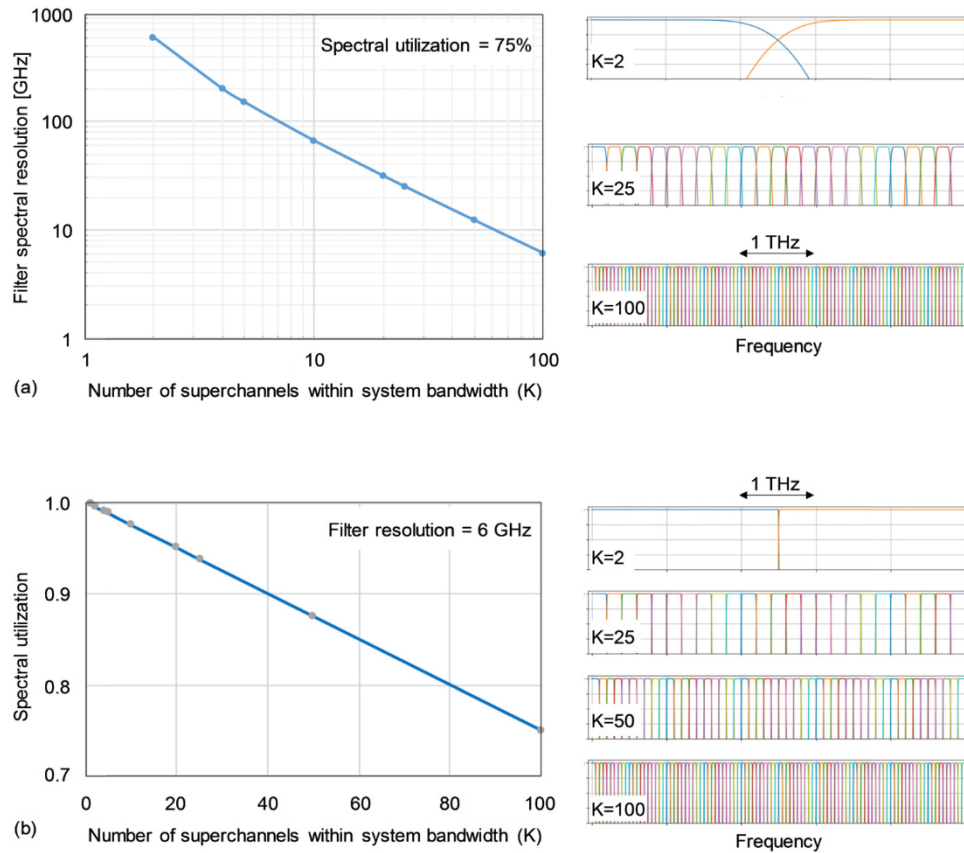 1000
100
10
1
Filter spectral resolution [GHz]
Spectral utilization = 75%
1
10
100
(a)
Number of superchannels within system bandwidth (K)
K=2
K=25
1 THz
K=100
Frequency
1.0
0.9
0.8
0.7
Spectral utilization
Filter resolution = 6 GHz
0
20
40
60
80
100
(b)
Number of superchannels within system bandwidth (K)
1 THz
K=2
K=25
K=50
K=100
Frequency